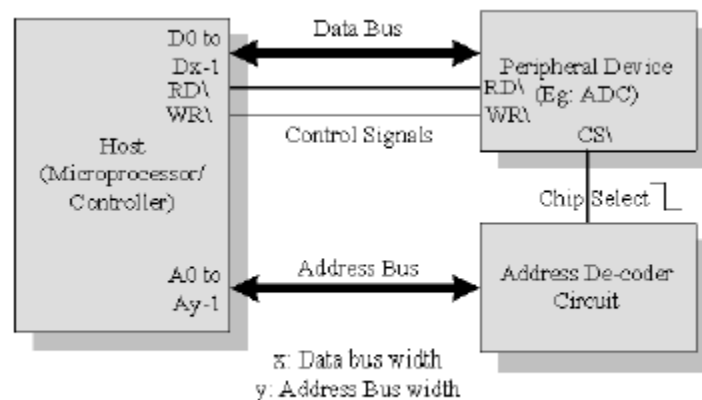 D0 to
Dx-1
RD\
WR\
Host
(Microprocessor/
Controller)
A0 to
Ay-1
Data Bus
Control Signals
Address Bus
Peripheral Device
(Eg: ADC)
RD\
WR\
CS\
Chip Select
Address De-coder
Circuit
x: Data bus width
y: Address Bus width